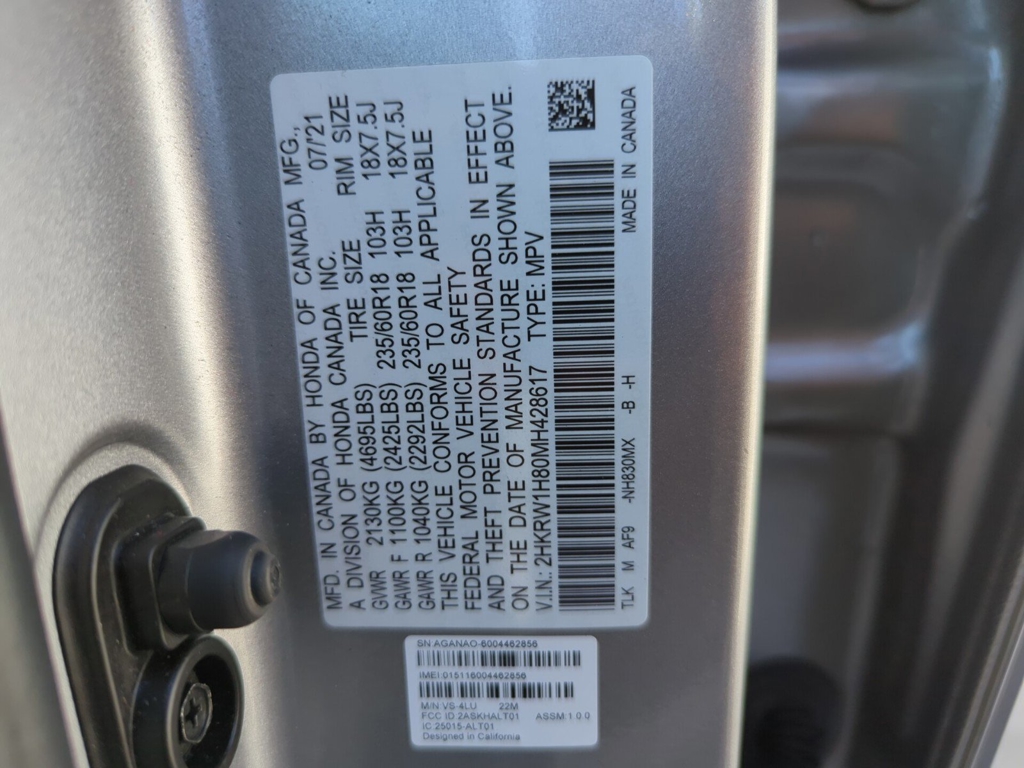 MFD. IN CANADA BY HONDA OF CANADA MFG.,
A DIVISION OF HONDA CANADA INC. 07/21
TIRE SIZE RIM SIZE
GVWR 2130KG (4695LBS)
GAWR F 1100KG (2425LBS) 235/60R18 103H 18X7.5J
GAWR R 1040KG (2292LBS) 235/60R18 103H 18X7.5J
THIS VEHICLE CONFORMS TO ALL APPLICABLE
FEDERAL MOTOR VEHICLE SAFETY
AND THEFT PREVENTION STANDARDS IN EFFECT
ON THE DATE OF MANUFACTURE SHOWN ABOVE.
V.I.N.: 2HKRW1H80MH428617 TYPE: MPV
TLK M AF9 -NH830MX -B -H MADE IN CANADA
SN:AGANAO-6004462856
IMEI:015116004462856
M/N:VS-4LU 22M
FCC ID:2ASKHALT01 ASSM:1.0.0
IC:25015-ALT01
Designed in California